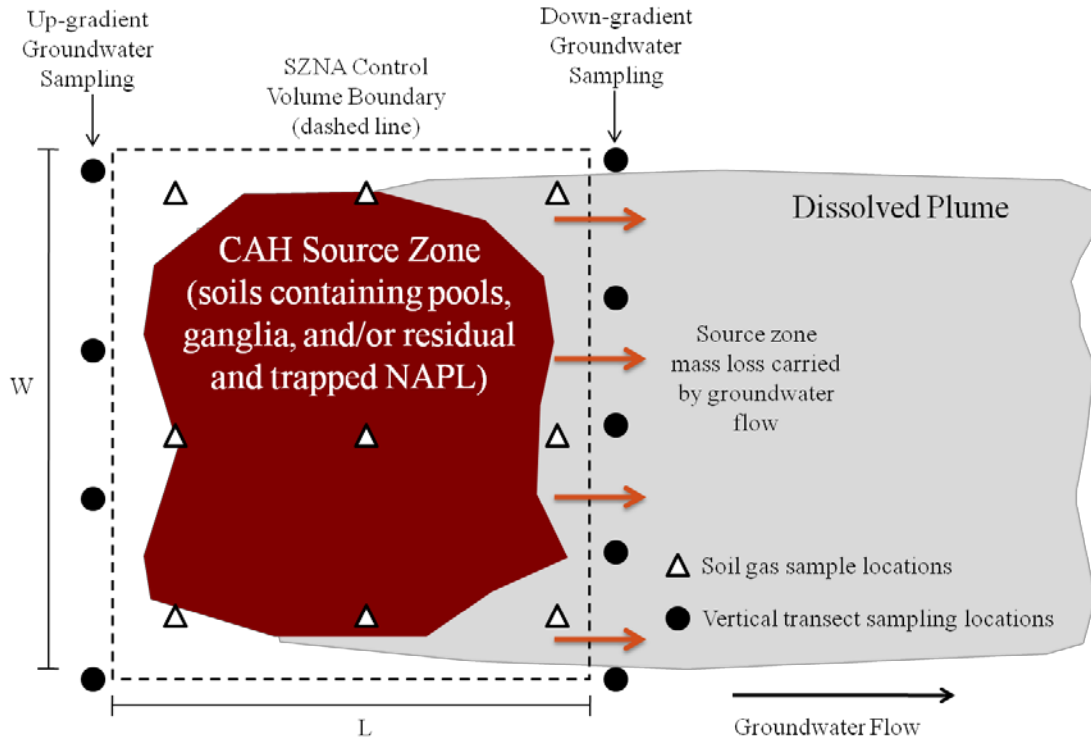 Up-gradient
Groundwater
Sampling
SZNA Control
Volume Boundary
(dashed line)
Down-gradient
Groundwater
Sampling
CAH Source Zone
(soils containing pools,
ganglia, and/or residual
and trapped NAPL)
Dissolved Plume
Source zone
mass loss carried
by groundwater
flow
W
Soil gas sample locations
Vertical transect sampling locations
L
Groundwater Flow